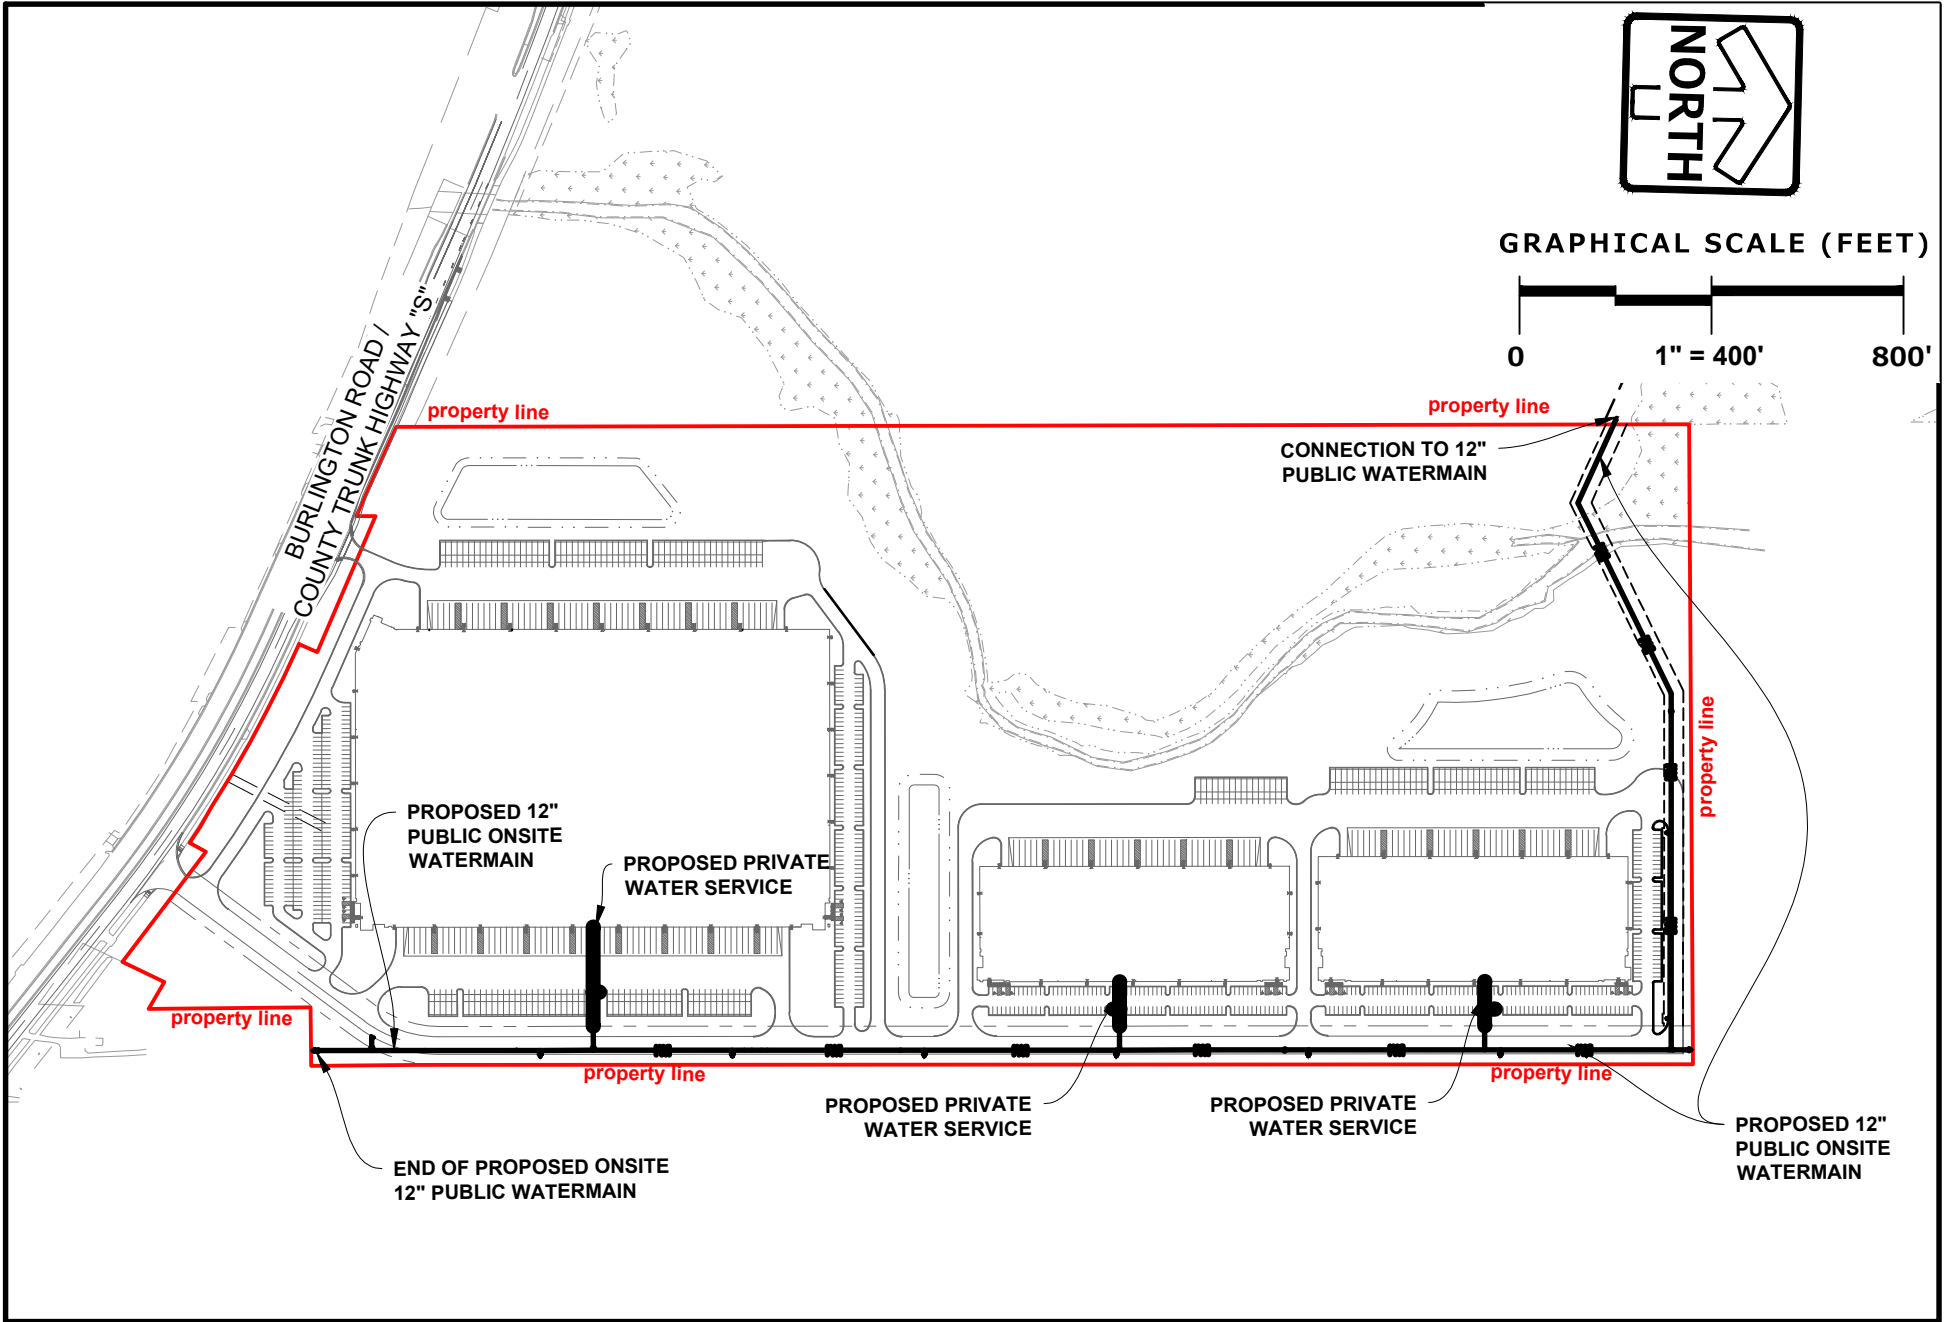 NORTH
GRAPHICAL SCALE (FEET)
0
1" = 400'
800'
BURLINGTON ROAD /
COUNTY TRUNK HIGHWAY "S"
property line
property line
CONNECTION TO 12"
PUBLIC WATERMAIN
property line
PROPOSED 12"
PUBLIC ONSITE
WATERMAIN
PROPOSED PRIVATE
WATER SERVICE
property line
property line
property line
PROPOSED PRIVATE
WATER SERVICE
PROPOSED PRIVATE
WATER SERVICE
PROPOSED 12"
PUBLIC ONSITE
WATERMAIN
END OF PROPOSED ONSITE
12" PUBLIC WATERMAIN